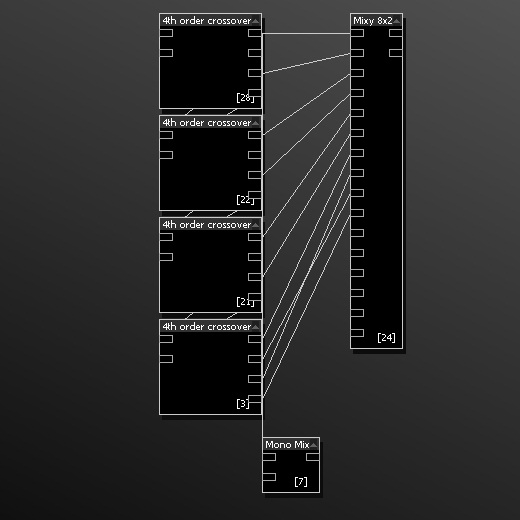 4th order crossover
Mixy 8x2
[28]
4th order crossover
[22]
4th order crossover
[21]
4th order crossover
[24]
[3]
Mono Mix
[7]